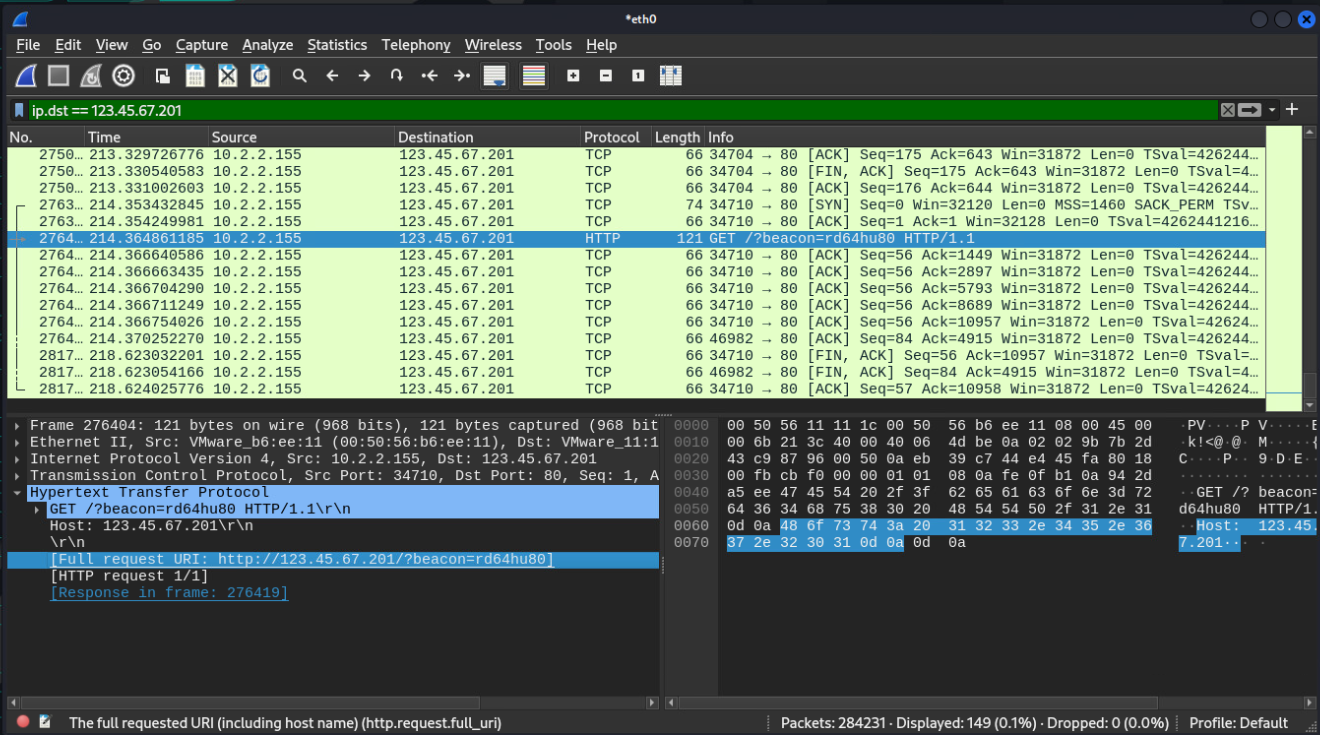 *eth0
File Edit View Go Capture Analyze Statistics Telephony Wireless Tools Help
ip.dst == 123.45.67.201
No. Time Source Destination Protocol Length Info
2750… 213.329726776 10.2.2.155 123.45.67.201 TCP 66 34704 → 80 [ACK] Seq=175 Ack=643 Win=31872 Len=0 TSval=426244…
2750… 213.330540583 10.2.2.155 123.45.67.201 TCP 66 34704 → 80 [FIN, ACK] Seq=175 Ack=643 Win=31872 Len=0 TSval=4…
2750… 213.331002603 10.2.2.155 123.45.67.201 TCP 66 34704 → 80 [ACK] Seq=176 Ack=644 Win=31872 Len=0 TSval=426244…
2763… 214.353432845 10.2.2.155 123.45.67.201 TCP 74 34710 → 80 [SYN] Seq=0 Win=32120 Len=0 MSS=1460 SACK_PERM TSv…
2763… 214.354249981 10.2.2.155 123.45.67.201 TCP 66 34710 → 80 [ACK] Seq=1 Ack=1 Win=32128 Len=0 TSval=4262441216…
2764… 214.364861185 10.2.2.155 123.45.67.201 HTTP 121 GET /?beacon=rd64hu80 HTTP/1.1
2764… 214.366640586 10.2.2.155 123.45.67.201 TCP 66 34710 → 80 [ACK] Seq=56 Ack=1449 Win=31872 Len=0 TSval=42624…
2764… 214.366663435 10.2.2.155 123.45.67.201 TCP 66 34710 → 80 [ACK] Seq=56 Ack=2897 Win=31872 Len=0 TSval=42624…
2764… 214.366704290 10.2.2.155 123.45.67.201 TCP 66 34710 → 80 [ACK] Seq=56 Ack=5793 Win=31872 Len=0 TSval=42624…
2764… 214.366711249 10.2.2.155 123.45.67.201 TCP 66 34710 → 80 [ACK] Seq=56 Ack=8689 Win=31872 Len=0 TSval=42624…
2764… 214.366754026 10.2.2.155 123.45.67.201 TCP 66 34710 → 80 [ACK] Seq=56 Ack=10957 Win=31872 Len=0 TSval=42624…
2764… 214.370252270 10.2.2.155 123.45.67.201 TCP 66 46982 → 80 [ACK] Seq=84 Ack=4915 Win=31872 Len=0 TSval=42624…
2817… 218.623032201 10.2.2.155 123.45.67.201 TCP 66 34710 → 80 [FIN, ACK] Seq=56 Ack=10957 Win=31872 Len=0 TSval=…
2817… 218.623054166 10.2.2.155 123.45.67.201 TCP 66 46982 → 80 [FIN, ACK] Seq=84 Ack=4915 Win=31872 Len=0 TSval=4…
2817… 218.624025776 10.2.2.155 123.45.67.201 TCP 66 34710 → 80 [ACK] Seq=57 Ack=10958 Win=31872 Len=0 TSval=42624…
Frame 276404: 121 bytes on wire (968 bits), 121 bytes captured (968 bit
Ethernet II, Src: VMware_b6:ee:11 (00:50:56:b6:ee:11), Dst: VMware_11:1
Internet Protocol Version 4, Src: 10.2.2.155, Dst: 123.45.67.201
Transmission Control Protocol, Src Port: 34710, Dst Port: 80, Seq: 1, A
Hypertext Transfer Protocol
GET /?beacon=rd64hu80 HTTP/1.1\r\n
Host: 123.45.67.201\r\n
\r\n
[Full request URI: http://123.45.67.201/?beacon=rd64hu80]
[HTTP request 1/1]
[Response in frame: 276419]
0000 00 50 56 11 11 1c 00 50 56 b6 ee 11 08 00 45 00 ·PV····P V·····E
0010 00 6b 21 3c 40 00 40 06 4d be 0a 02 02 9b 7b 2d ·k!<@·@· M·····{
0020 43 c9 87 96 00 50 0a eb 39 c7 44 e4 45 fa 80 18 C····P·· 9·D·E··
0030 00 fb cb f0 00 00 01 01 08 0a fe 0f b1 0a 94 2d ········ ·······
0040 a5 ee 47 45 54 20 2f 3f 62 65 61 63 6f 6e 3d 72 ··GET /? beacon=
0050 64 36 34 68 75 38 30 20 48 54 54 50 2f 31 2e 31 d64hu80 HTTP/1.
0060 0d 0a 48 6f 73 74 3a 20 31 32 33 2e 34 35 2e 36 ··Host: 123.45.
0070 37 2e 32 30 31 0d 0a 0d 0a 7.201·· ·
The full requested URI (including host name) (http.request.full_uri)
Packets: 284231 · Displayed: 149 (0.1%) · Dropped: 0 (0.0%)
Profile: Default